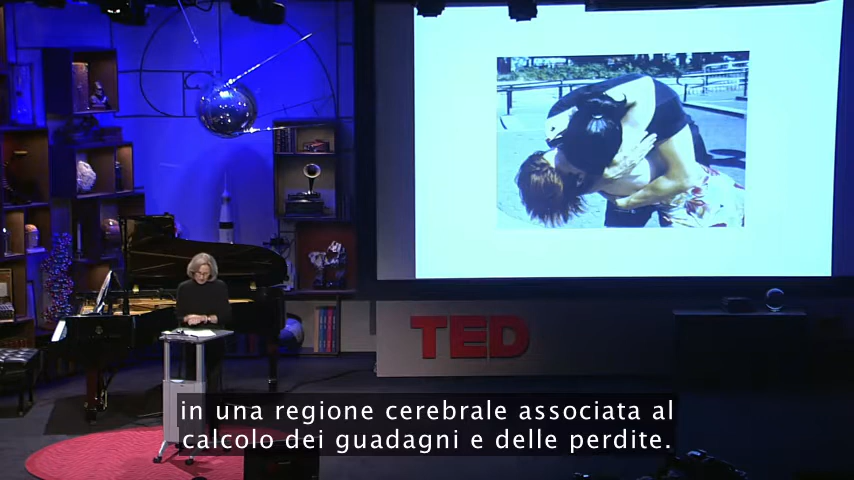 TED
in una regione cerebrale associata al
calcolo dei guadagni e delle perdite.